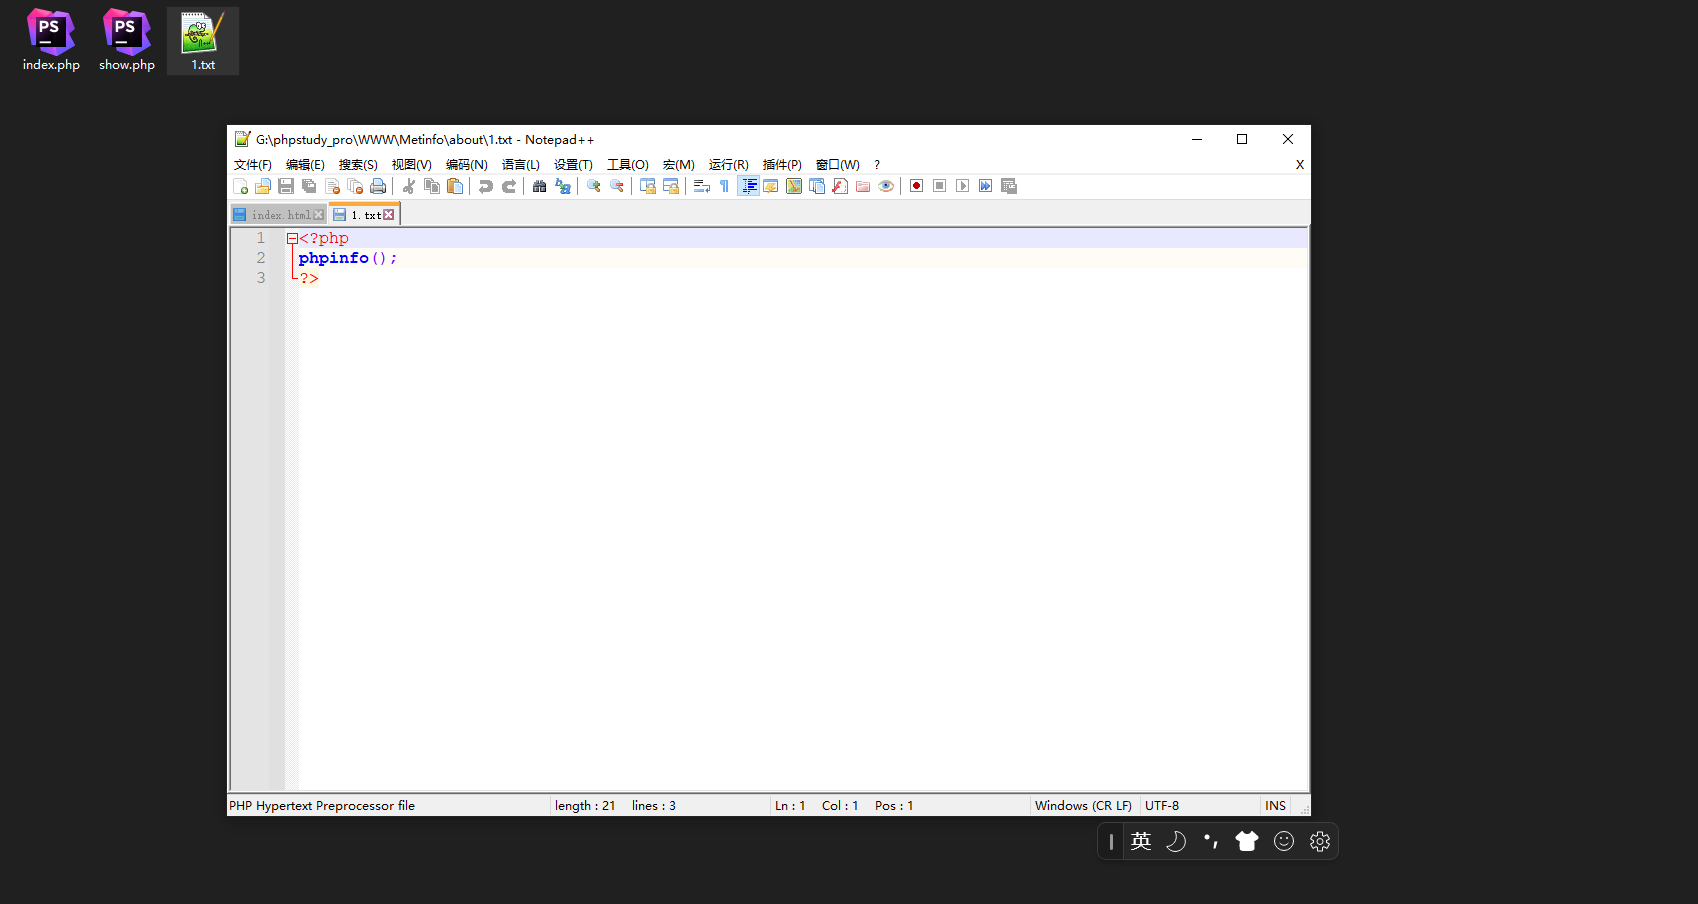 PS PS
index.php show.php 1.txt
G:\phpstudy_pro\WWW\Metinfo\about\1.txt - Notepad++
文件(F) 编辑(E) 搜索(S) 视图(V) 编码(N) 语言(L) 设置(T) 工具(O) 宏(M) 运行(R) 插件(P) 窗口(W) ? X
index.html 1.txt
1 <?php
2 phpinfo();
3 ?>
PHP Hypertext Preprocessor file length : 21 lines : 3 Ln : 1 Col : 1 Pos : 1 Windows (CR LF) UTF-8 INS
英